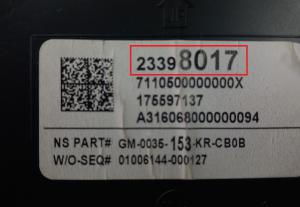 23398017
7110500000000X
175597137
A316068000000094
NS PART# GM-0035-153-KR-CB0B
W/O-SEQ# 01006144-000127